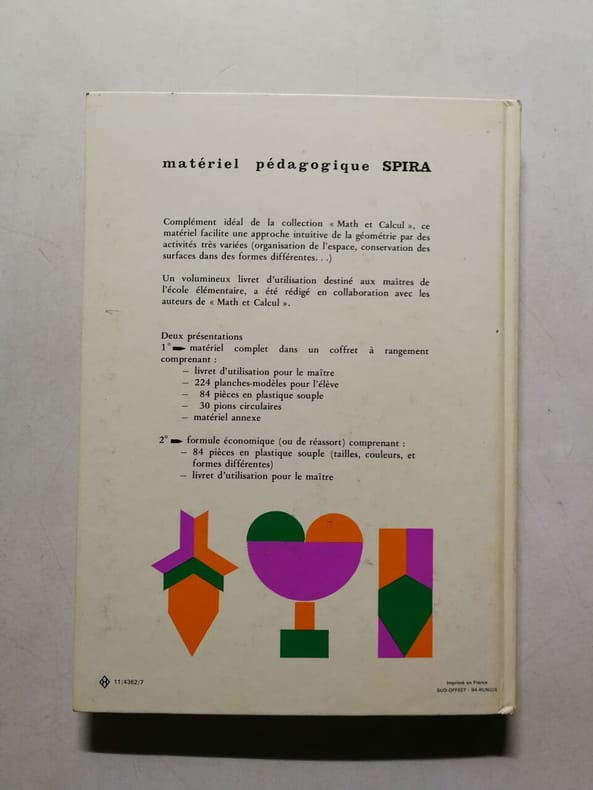 matériel pédagogique SPIRA
Complément idéal de la collection « Math et Calcul », ce
matériel facilite une approche intuitive de la géométrie par des
activités très variées (organisation de l'espace, conservation des
surfaces dans des formes différentes. . .)
Un volumineux livret d'utilisation destiné aux maîtres de
l'école élémentaire, a été rédigé en collaboration avec les
auteurs de « Math et Calcul ».
Deux présentations
1° matériel complet dans un coffret à rangement
comprenant :
– livret d'utilisation pour le maître
– 224 planches-modèles pour l'élève
– 84 pièces en plastique souple
– 30 pions circulaires
– matériel annexe
2° formule économique (ou de réassort) comprenant :
– 84 pièces en plastique souple (tailles, couleurs, et
formes différentes)
– livret d'utilisation pour le maître
11/4362/7
Imprimé en France
SUD-OFFSET - 94-RUNGIS